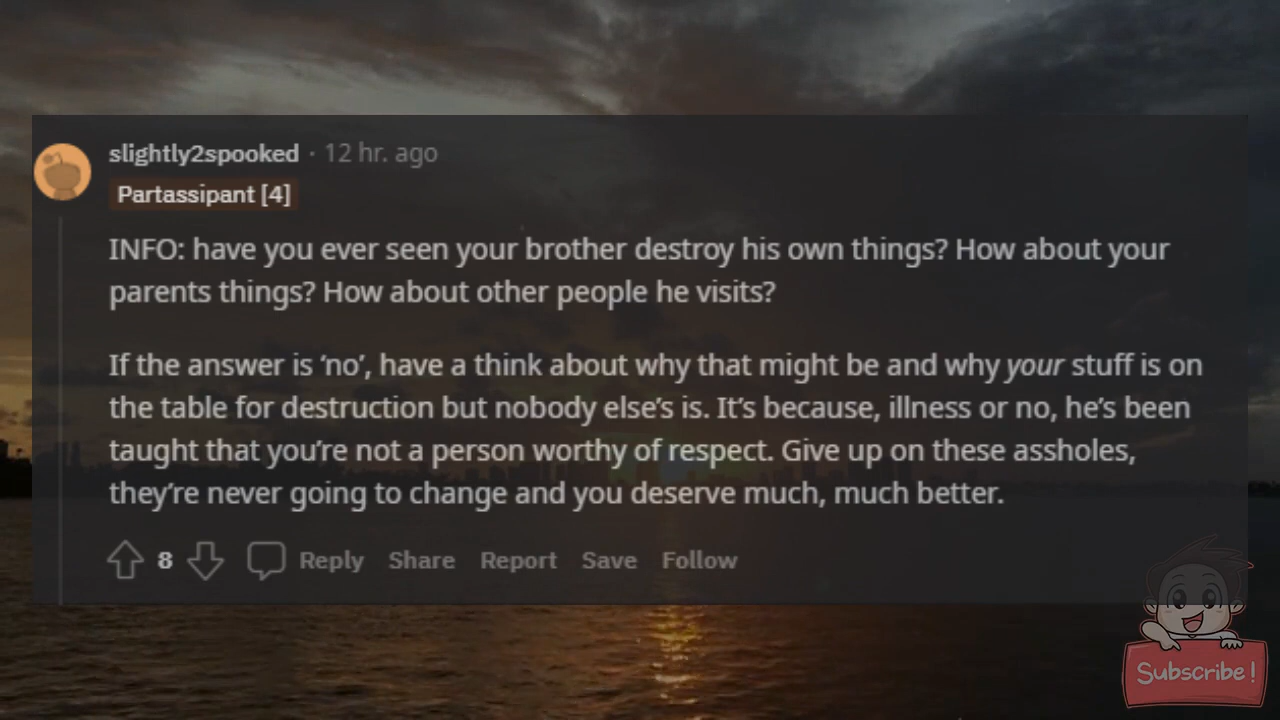 slightly2spooked · 12 hr. ago
Partassipant [4]
INFO: have you ever seen your brother destroy his own things? How about your
parents things? How about other people he visits?
If the answer is ‘no’, have a think about why that might be and why your stuff is on
the table for destruction but nobody else’s is. It’s because, illness or no, he’s been
taught that you’re not a person worthy of respect. Give up on these assholes,
they’re never going to change and you deserve much, much better.
8 Reply Share Report Save Follow
Subscribe!